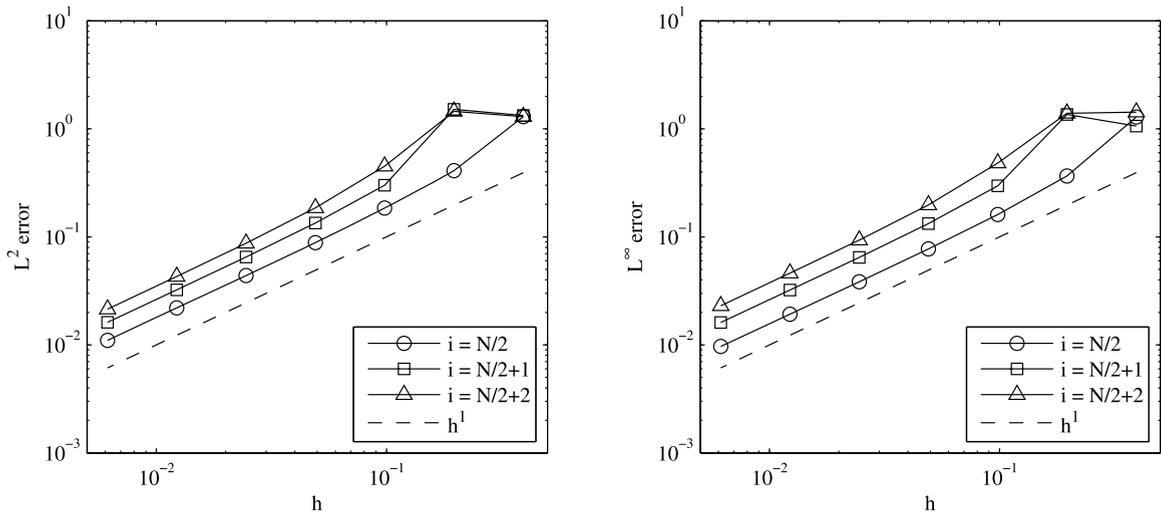 10^1
10^0
10^-1
10^-2
10^-3
L^2 error
10^-2
10^-1
h
i = N/2
i = N/2+1
i = N/2+2
h^1
10^1
10^0
10^-1
10^-2
10^-3
L^∞ error
10^-2
10^-1
h
i = N/2
i = N/2+1
i = N/2+2
h^1